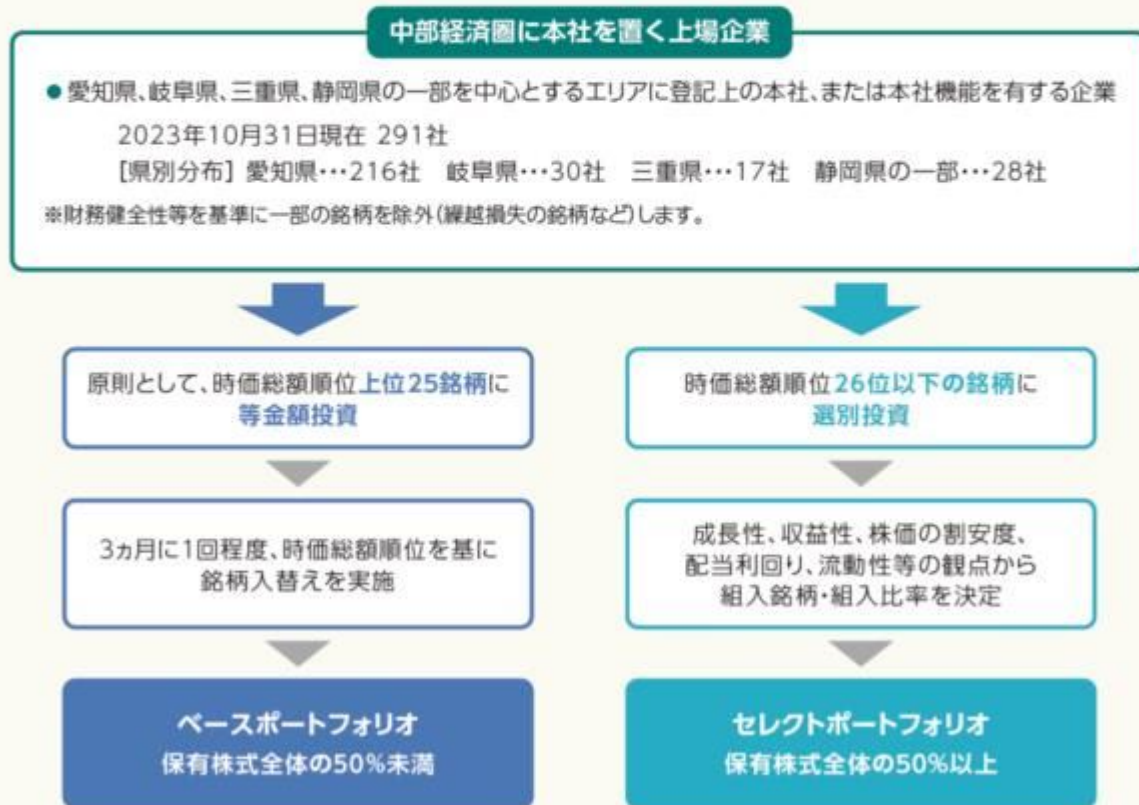 中部経済圏に本社を置く上場企業
●愛知県、岐阜県、三重県、静岡県の一部を中心とするエリアに登記上の本社、または本社機能を有する企業
2023年10月31日現在 291社
[県別分布] 愛知県…216社 岐阜県…30社 三重県…17社 静岡県の一部…28社
※財務健全性等を基準に一部の銘柄を除外(繰越損失の銘柄など)します。
原則として、時価総額順位上位25銘柄に
等金額投資
3ヵ月に1回程度、時価総額順位を基に
銘柄入替えを実施
ベースポートフォリオ
保有株式全体の50%未満
時価総額順位26位以下の銘柄に
選別投資
成長性、収益性、株価の割安度、
配当利回り、流動性等の観点から
組入銘柄・組入比率を決定
セレクトポートフォリオ
保有株式全体の50%以上